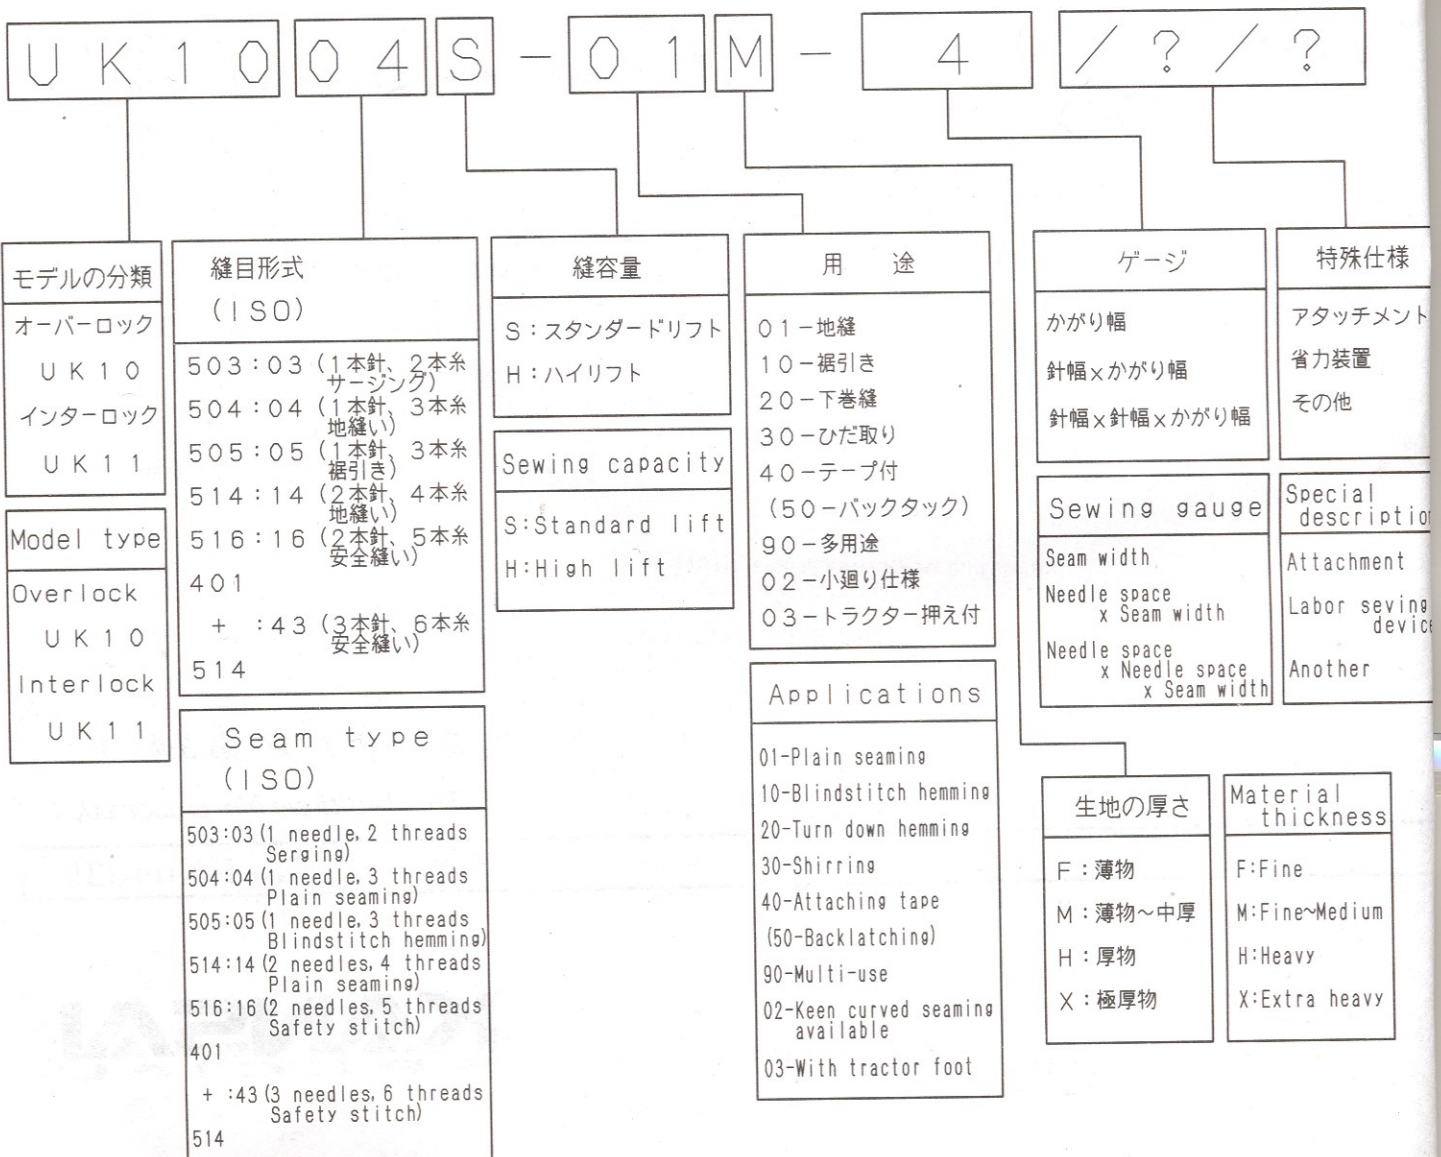 UK10 04 S - 01 M - 4 /?/?
モデルの分類
オーバーロック
UK10
インターロック
UK11
Model type
Overlock
UK10
Interlock
UK11
縫目形式
(ISO)
503:03(1本針、2本糸
サージング)
504:04(1本針、3本糸
地縫い)
505:05(1本針、3本糸
裾引き)
514:14(2本針、4本糸
地縫い)
516:16(2本針、5本糸
安全縫い)
401
+ :43(3本針、6本糸
安全縫い)
514
Seam type
(ISO)
503:03(1 needle,2 threads
Serging)
504:04(1 needle,3 threads
Plain seaming)
505:05(1 needle,3 threads
Blindstitch hemming)
514:14(2 needles,4 threads
Plain seaming)
516:16(2 needles,5 threads
Safety stitch)
401
+ :43(3 needles,6 threads
Safety stitch)
514
縫容量
S:スタンダードリフト
H:ハイリフト
Sewing capacity
S:Standard lift
H:High lift
用 途
01-地縫
10-裾引き
20-下巻縫
30-ひだ取り
40-テープ付
(50-バックタック)
90-多用途
02-小廻り仕様
03-トラクター押え付
Applications
01-Plain seaming
10-Blindstitch hemming
20-Turn down hemming
30-Shirring
40-Attaching tape
(50-Backlatching)
90-Multi-use
02-Keen curved seaming
available
03-With tractor foot
ゲージ
かがり幅
針幅×かがり幅
針幅×針幅×かがり幅
Sewing gauge
Seam width
Needle space
x Seam width
Needle space
x Needle space
x Seam width
特殊仕様
アタッチメント
省力装置
その他
Special
description
Attachment
Labor seving
device
Another
生地の厚さ
F:薄物
M:薄物~中厚
H:厚物
X:極厚物
Material
thickness
F:Fine
M:Fine~Medium
H:Heavy
X:Extra heavy